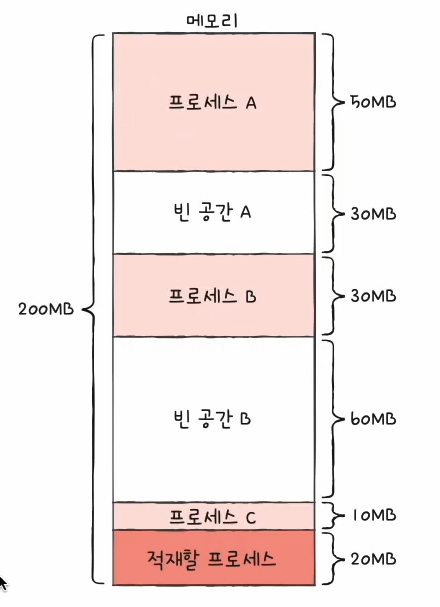 메모리
프로세스 A
50MB
빈 공간 A
30MB
프로세스 B
30MB
200MB
빈 공간 B
60MB
프로세스 C
10MB
적재할 프로세스
20MB